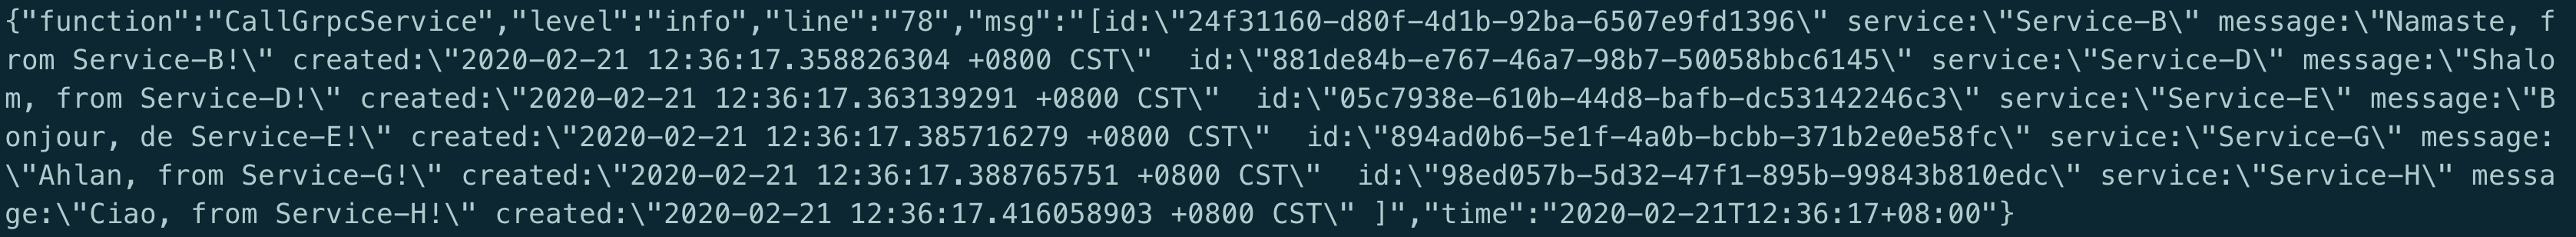 {"function":"CallGrpcService","level":"info","line":"78","msg":"[id:\"24f31160-d80f-4d1b-92ba-6507e9fd1396\" service:\"Service-B\" message:\"Namaste, f
rom Service-B!\" created:\"2020-02-21 12:36:17.358826304 +0800 CST\"  id:\"881de84b-e767-46a7-98b7-50058bbc6145\" service:\"Service-D\" message:\"Shalo
m, from Service-D!\" created:\"2020-02-21 12:36:17.363139291 +0800 CST\"  id:\"05c7938e-610b-44d8-bafb-dc53142246c3\" service:\"Service-E\" message:\"B
onjour, de Service-E!\" created:\"2020-02-21 12:36:17.385716279 +0800 CST\"  id:\"894ad0b6-5e1f-4a0b-bcbb-371b2e0e58fc\" service:\"Service-G\" message:
\"Ahlan, from Service-G!\" created:\"2020-02-21 12:36:17.388765751 +0800 CST\"  id:\"98ed057b-5d32-47f1-895b-99843b810edc\" service:\"Service-H\" messa
ge:\"Ciao, from Service-H!\" created:\"2020-02-21 12:36:17.416058903 +0800 CST\" ]","time":"2020-02-21T12:36:17+08:00"}